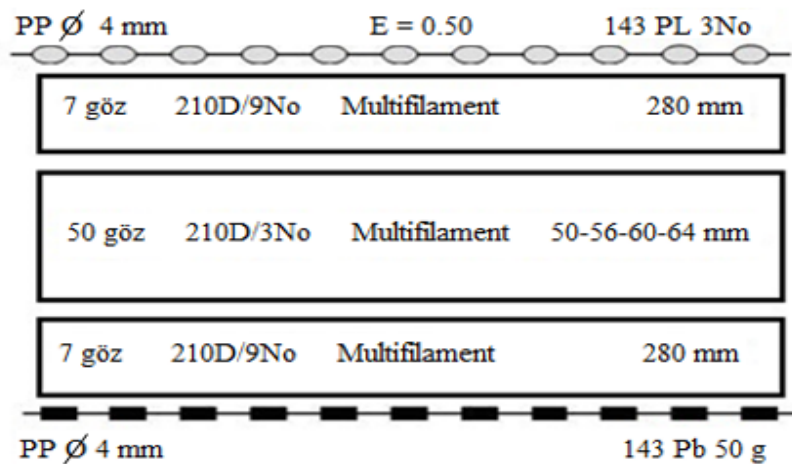 PP Ø 4 mm E = 0.50 143 PL 3No
7 göz 210D/9No Multifilament 280 mm
50 göz 210D/3No Multifilament 50-56-60-64 mm
7 göz 210D/9No Multifilament 280 mm
PP Ø 4 mm 143 Pb 50 g